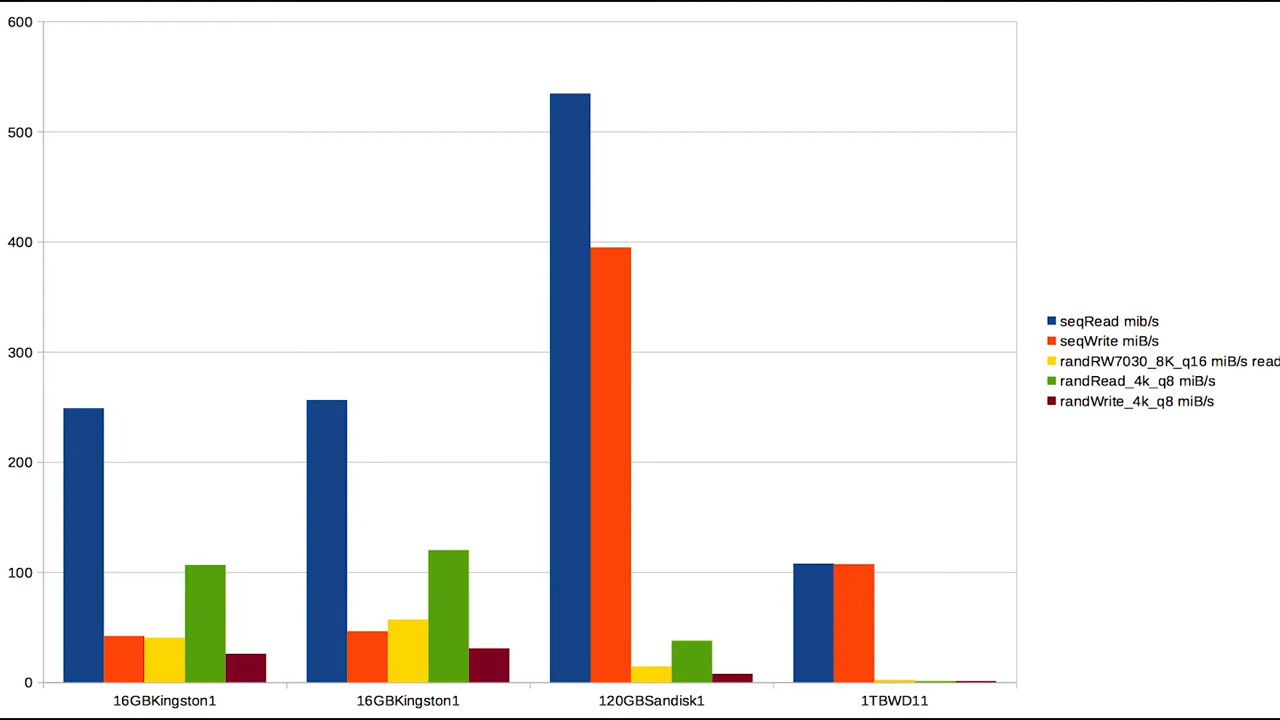 600
500
400
300
200
100
0
16GBKingston1
16GBKingston1
120GBSandisk1
1TBWD11
seqRead mib/s
seqWrite miB/s
randRW7030_8K_q16 miB/s read
randRead_4k_q8 miB/s
randWrite_4k_q8 miB/s